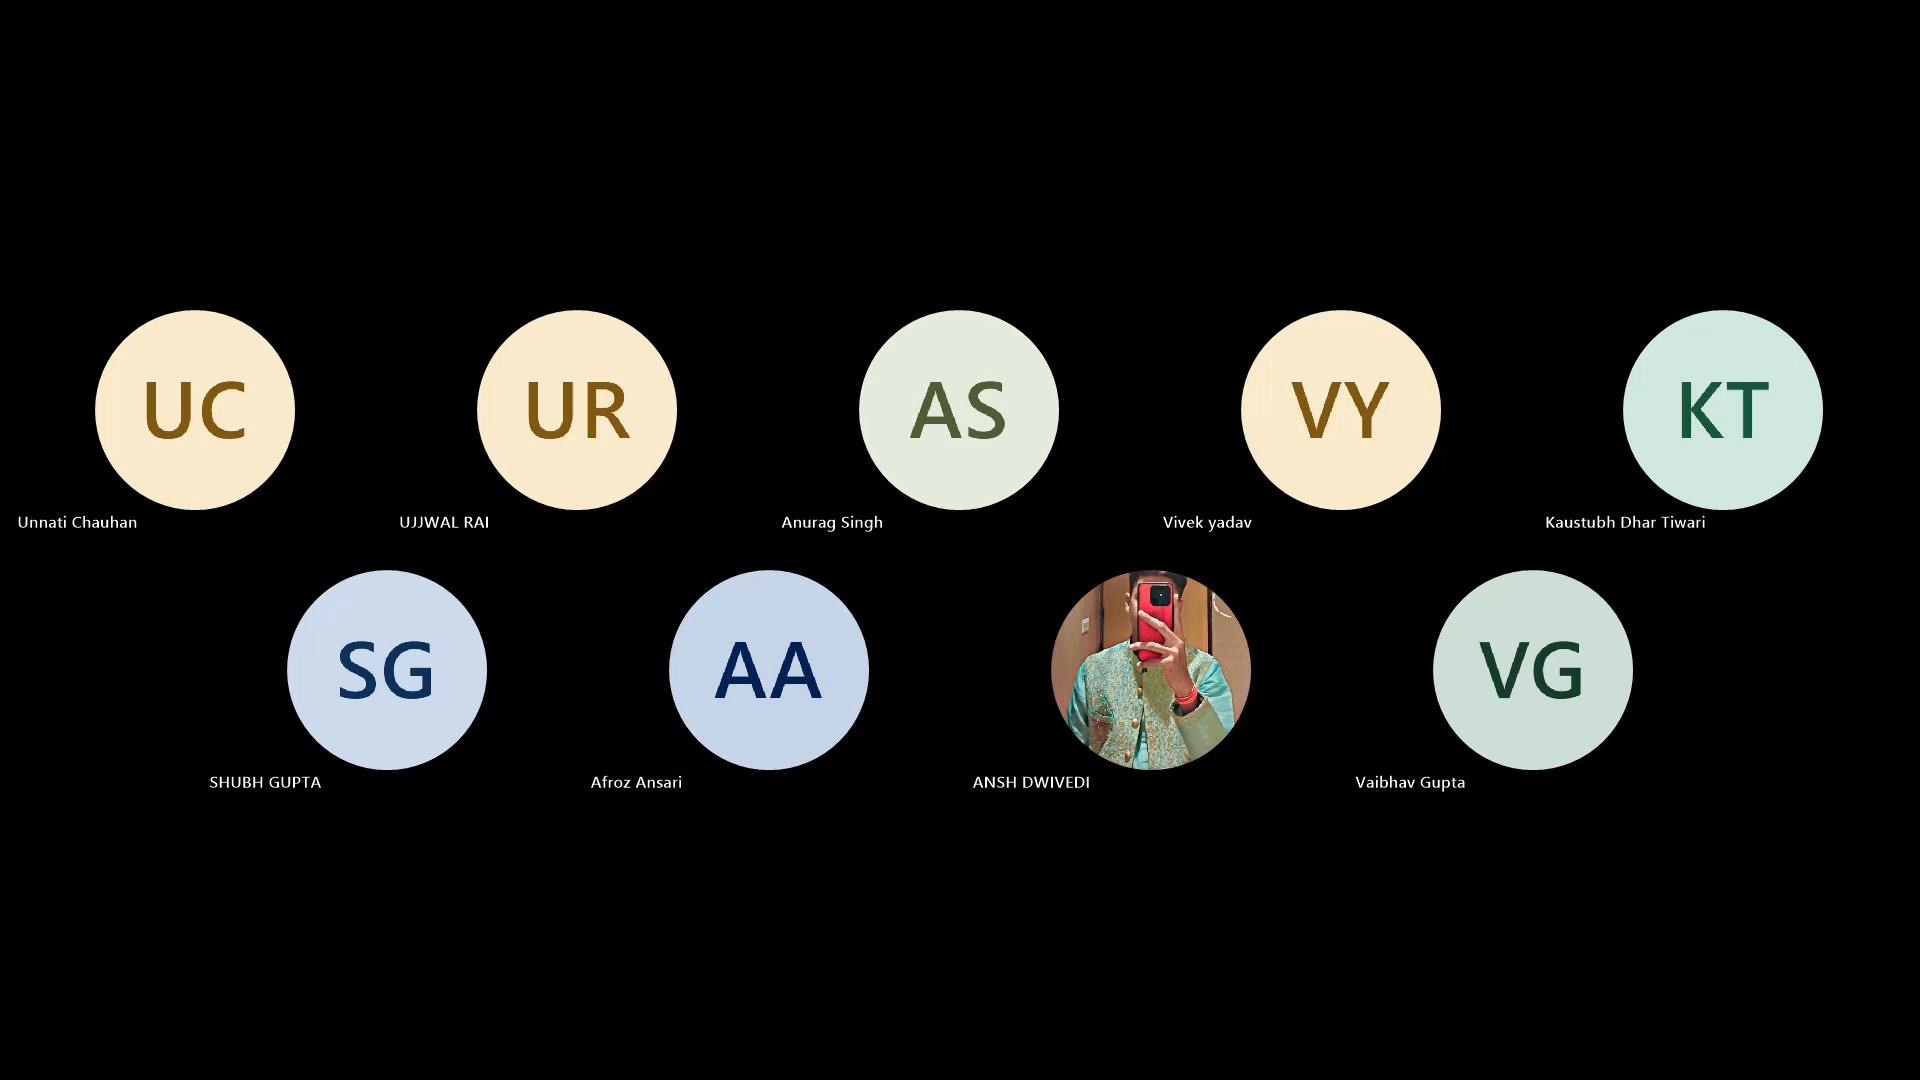 UC
UR
AS
VY
KT
Unnati Chauhan
UJJWAL RAI
Anurag Singh
Vivek yadav
Kaustubh Dhar Tiwari
SG
AA
VG
SHUBH GUPTA
Afroz Ansari
ANSH DWIVEDI
Vaibhav Gupta